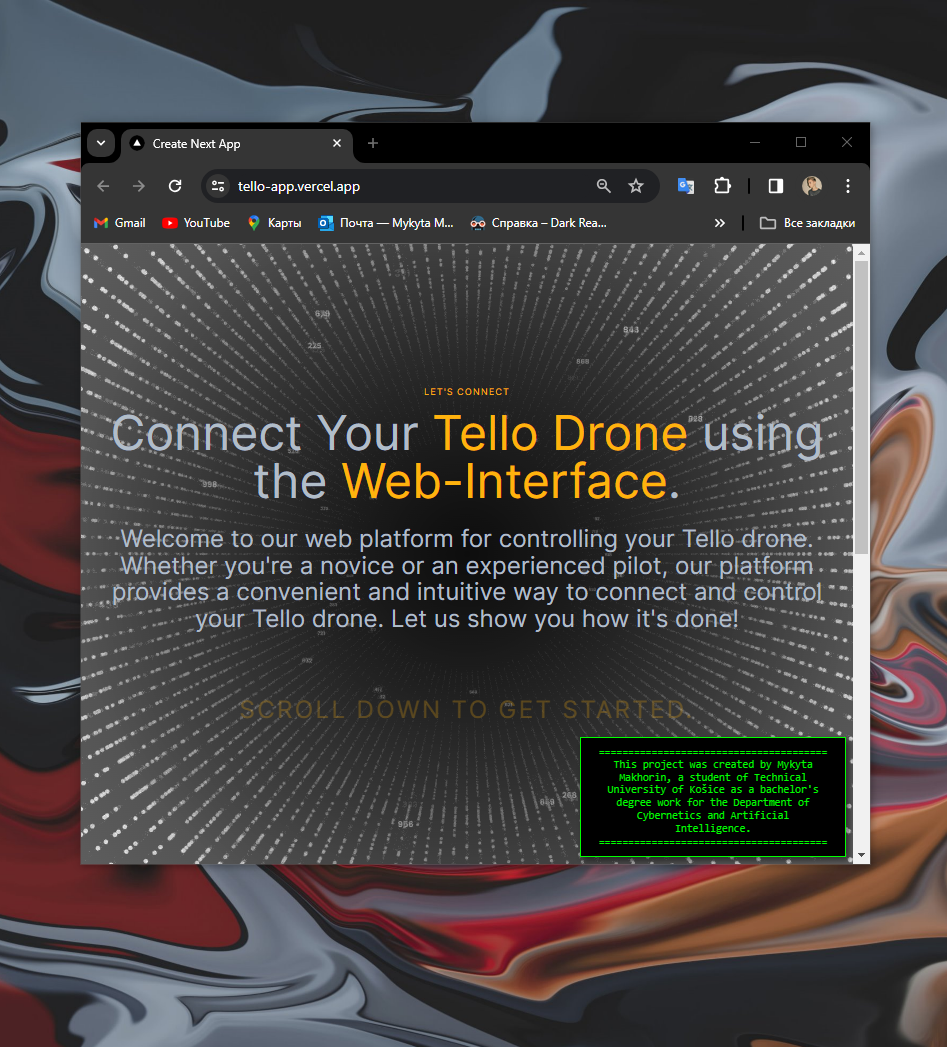 Create Next App
tello-app.vercel.app
Gmail
YouTube
Карты
Почта — Mykyta M...
Справка – Dark Rea...
Все закладки
679
225
843
868
LET'S CONNECT
Connect Your Tello Drone using
the Web-Interface.
998
Welcome to our web platform for controlling your Tello drone.
Whether you're a novice or an experienced pilot, our platform
provides a convenient and intuitive way to connect and control
your Tello drone. Let us show you how it's done!
SCROLL DOWN TO GET STARTED.
=======================================
This project was created by Mykyta
Makhorin, a student of Technical
University of Košice as a bachelor's
degree work for the Department of
Cybernetics and Artificial
Intelligence.
=======================================